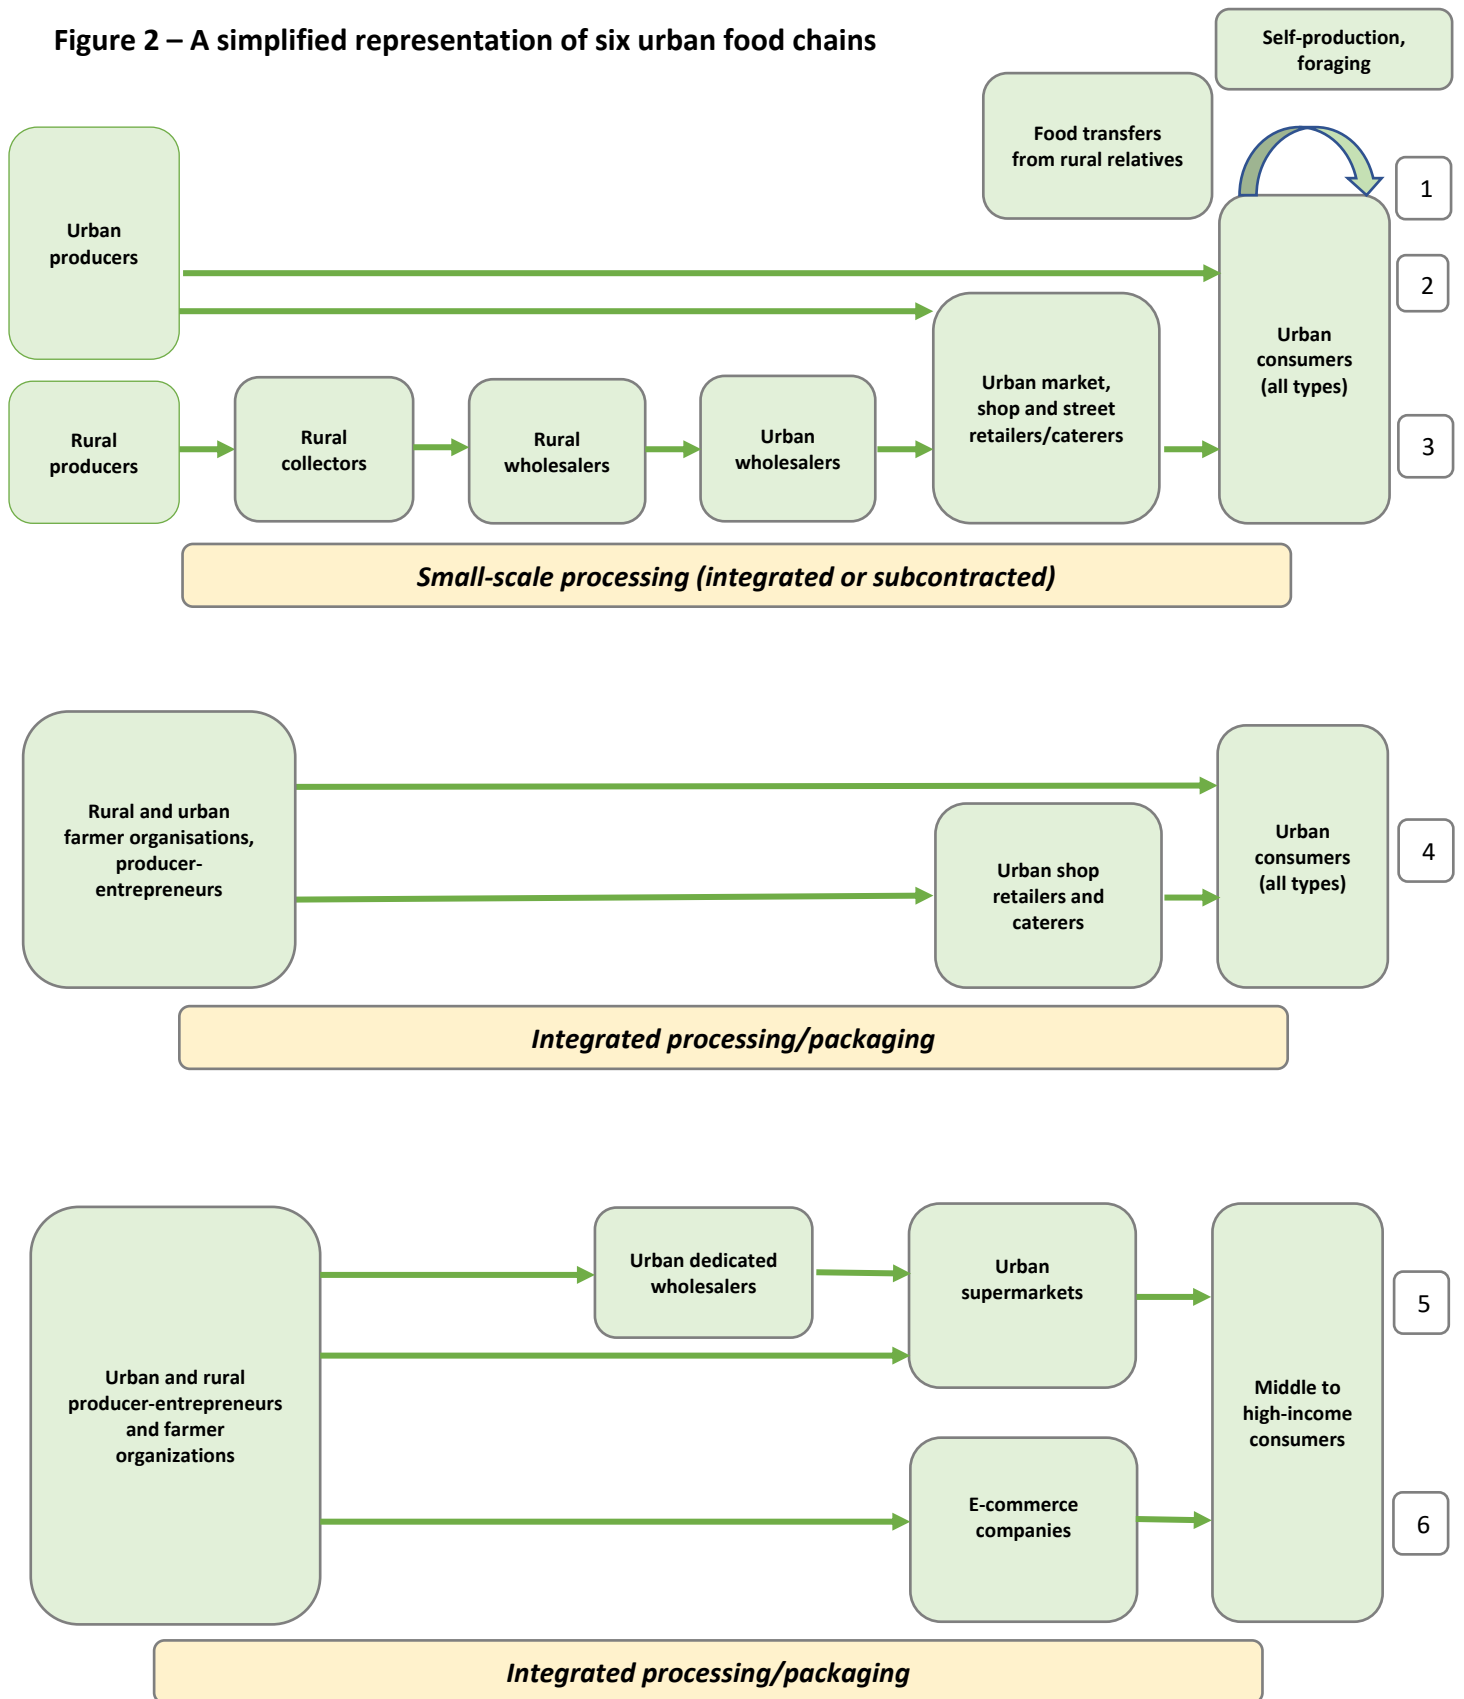 Figure 2 – A simplified representation of six urban food chains
Self-production,
foraging
Food transfers
from rural relatives
1
Urban
producers
2
Urban
consumers
(all types)
Urban market,
shop and street
retailers/caterers
Rural
producers
Rural
collectors
Rural
wholesalers
Urban
wholesalers
3
Small-scale processing (integrated or subcontracted)
Rural and urban
farmer organisations,
producer-
entrepreneurs
Urban shop
retailers and
caterers
Urban
consumers
(all types)
4
Integrated processing/packaging
Urban dedicated
wholesalers
Urban
supermarkets
5
Urban and rural
producer-entrepreneurs
and farmer
organizations
Middle to
high-income
consumers
E-commerce
companies
6
Integrated processing/packaging